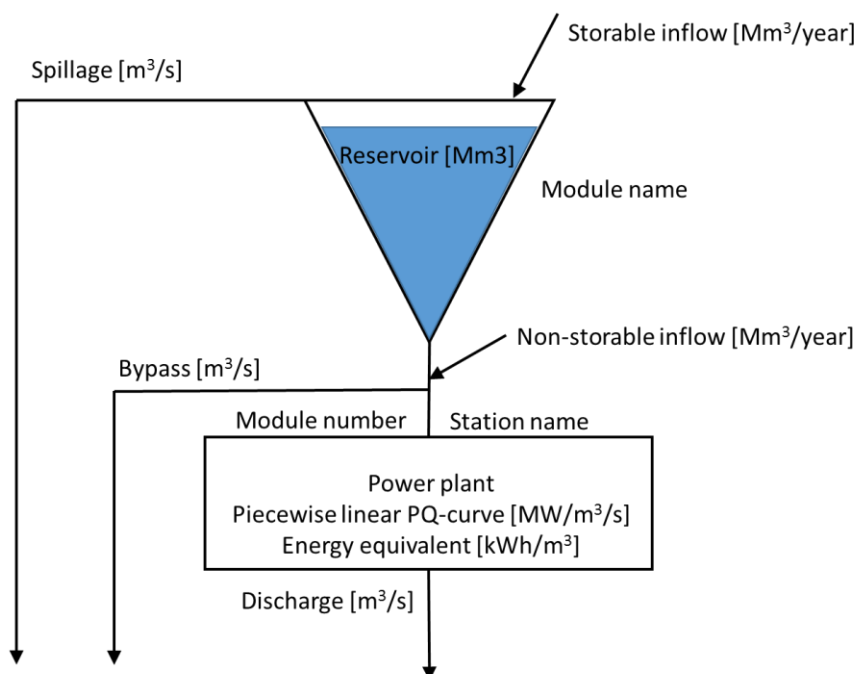 Storable inflow [Mm³/year]
Spillage [m³/s]
Reservoir [Mm3]
Module name
Non-storable inflow [Mm³/year]
Bypass [m³/s]
Module number
Station name
Power plant
Piecewise linear PQ-curve [MW/m³/s]
Energy equivalent [kWh/m³]
Discharge [m³/s]